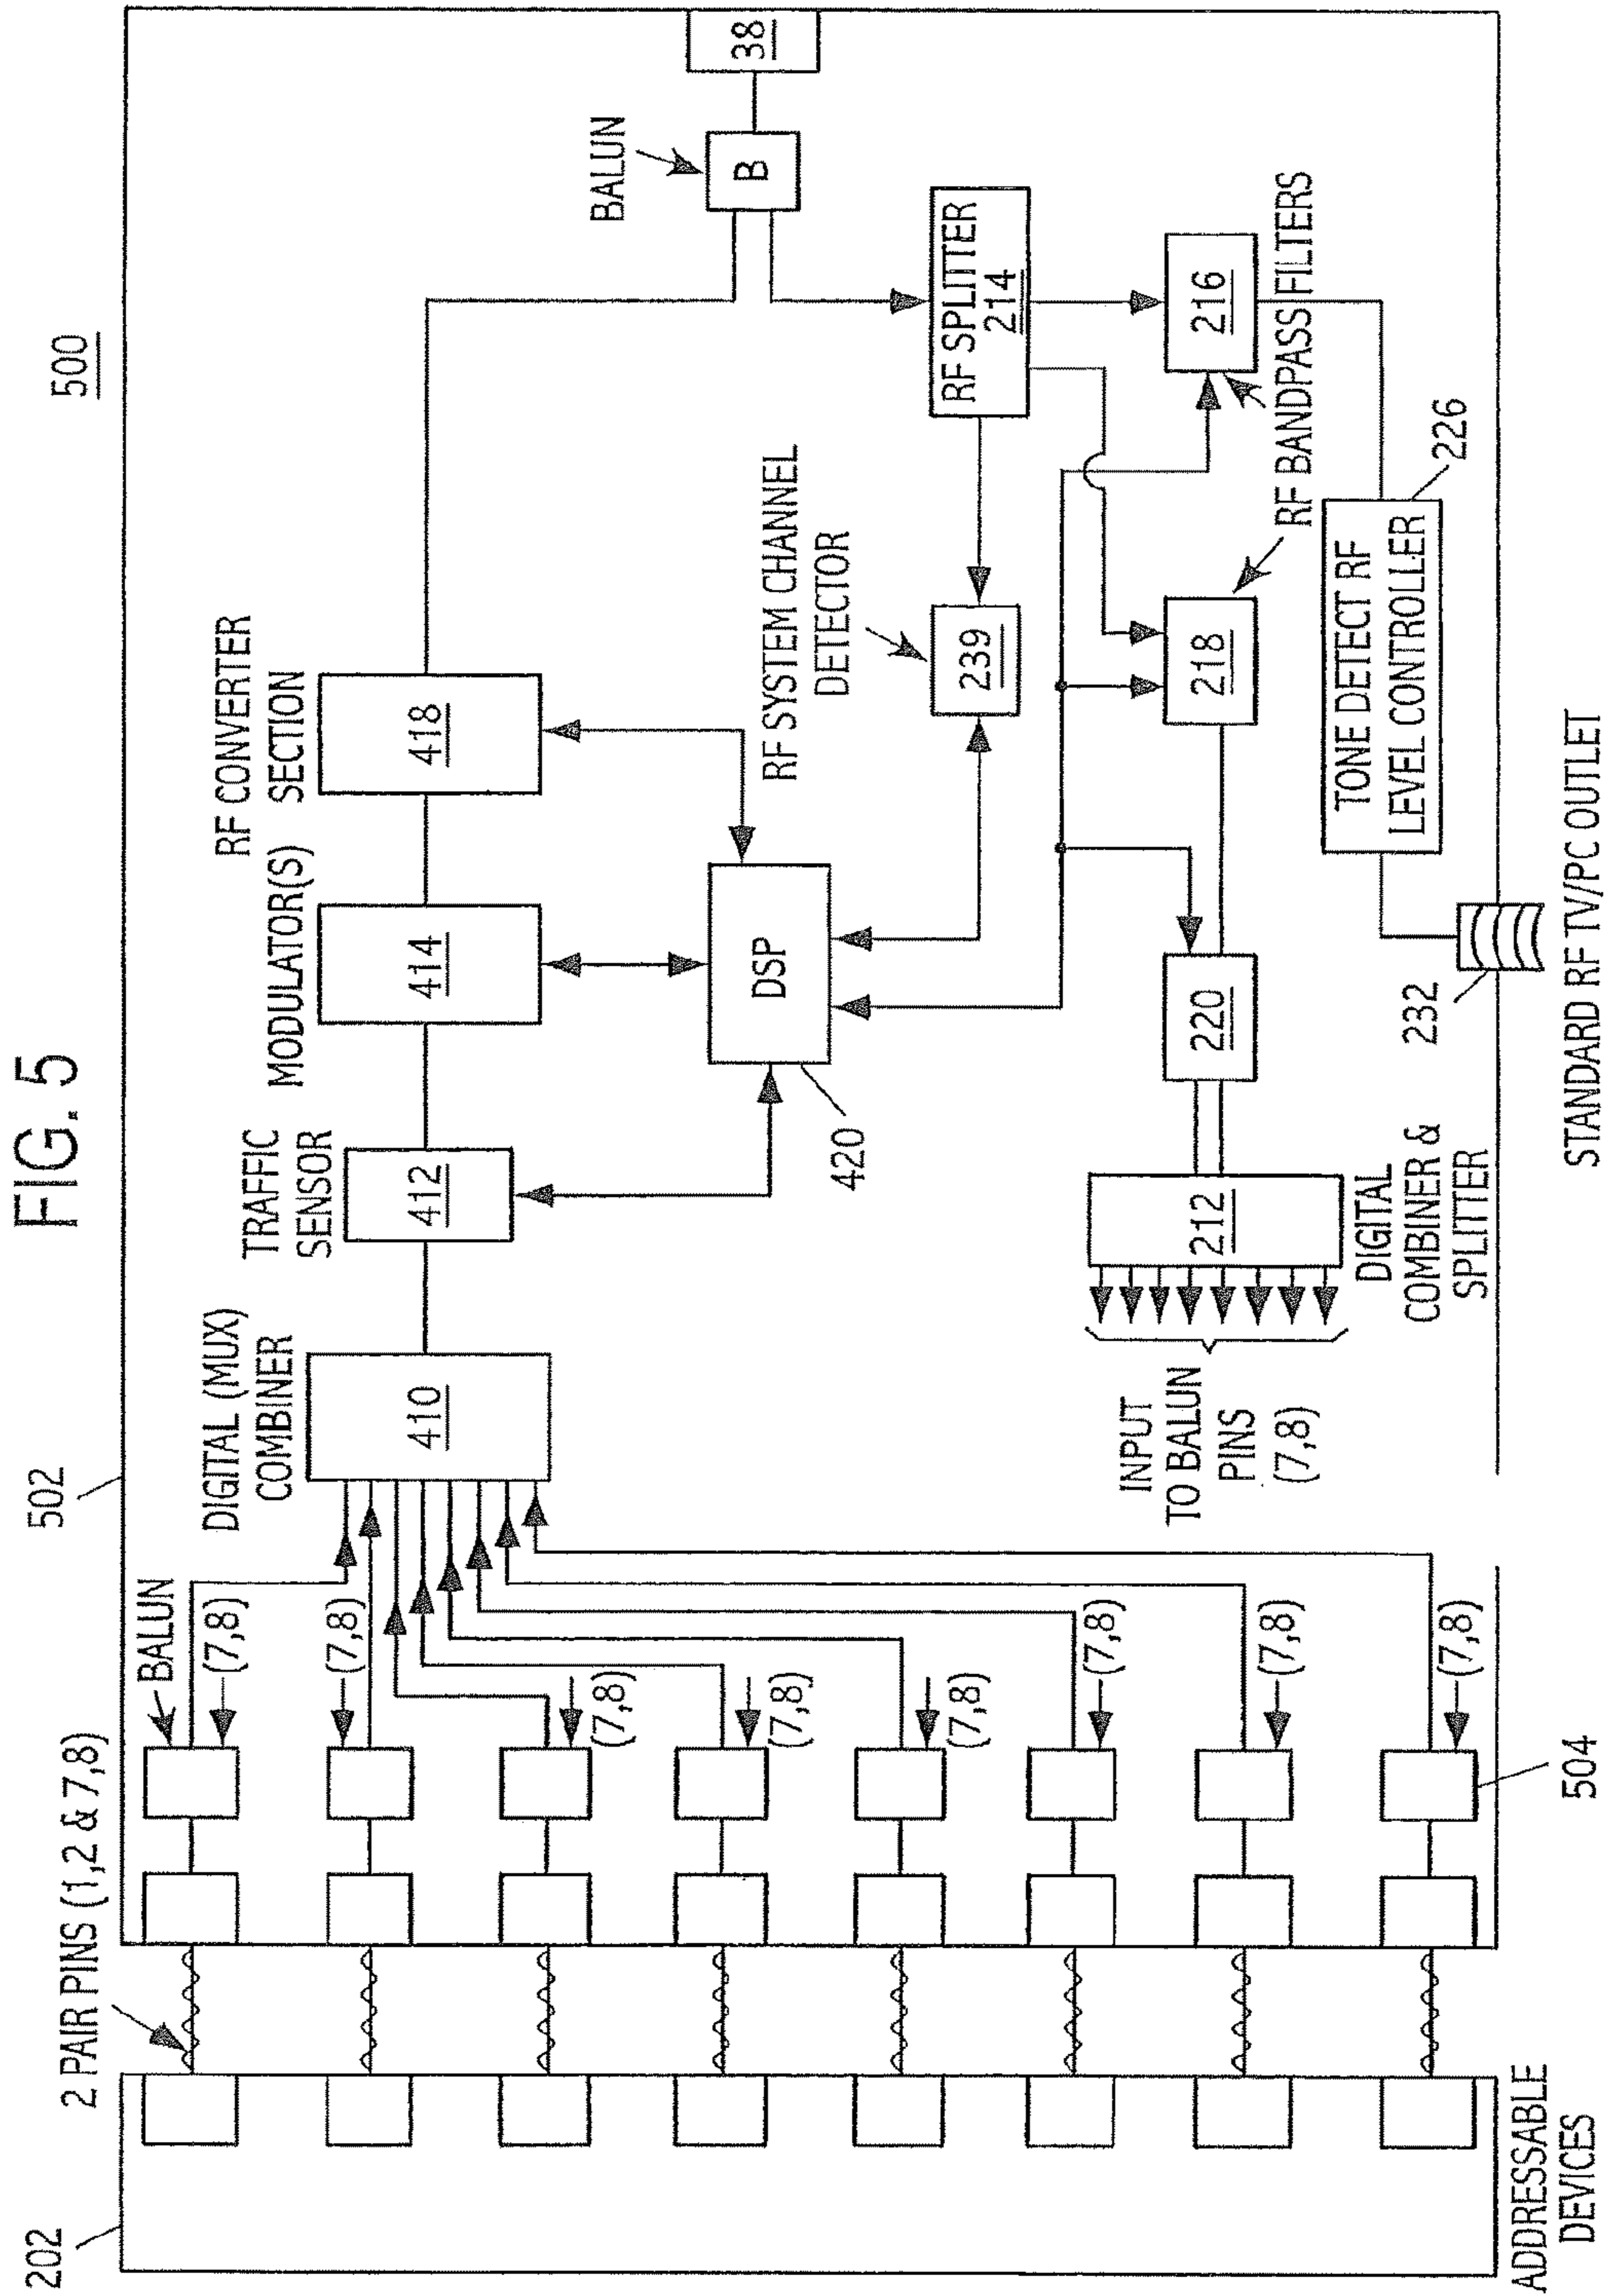 FIG. 5
500
502
202
2 PAIR PINS (1,2 & 7,8)
BALUN
(7,8)
(7,8)
(7,8)
(7,8)
(7,8)
(7,8)
(7,8)
(7,8)
504
ADDRESSABLE
DEVICES
DIGITAL (MUX)
COMBINER
410
TRAFFIC
SENSOR
412
MODULATOR(S)
414
RF CONVERTER
SECTION
418
BALUN
B
38
DSP
420
RF SYSTEM CHANNEL
DETECTOR
239
RF SPLITTER
214
216
218
RF BANDPASS FILTERS
220
212
DIGITAL
COMBINER &
SPLITTER
INPUT
TO BALUN
PINS
(7,8)
TONE DETECT RF
LEVEL CONTROLLER
226
232
STANDARD RF TV/PC OUTLET